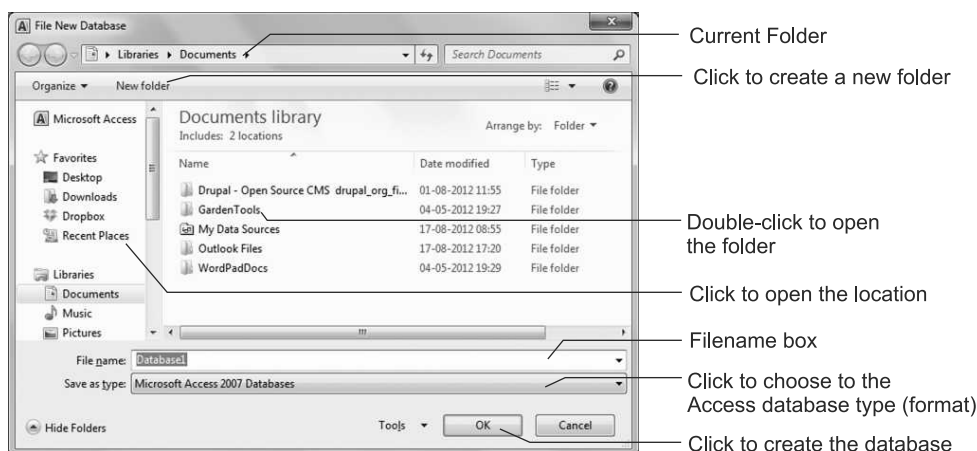 File New Database
Libraries Documents
Search Documents
Current Folder
Organize
New folder
Click to create a new folder
Microsoft Access
Favorites
Desktop
Downloads
Dropbox
Recent Places
Libraries
Documents
Music
Pictures
Documents library
Includes: 2 locations
Arrange by: Folder
Name Date modified Type
Drupal - Open Source CMS drupal_org_fi... 01-08-2012 11:55 File folder
GardenTools 04-05-2012 19:27 File folder
My Data Sources 17-08-2012 08:55 File folder
Outlook Files 17-08-2012 17:20 File folder
WordPadDocs 04-05-2012 19:29 File folder
Double-click to open
the folder
Click to open the location
File name: Database1
Filename box
Save as type: Microsoft Access 2007 Databases
Click to choose to the
Access database type (format)
Hide Folders
Tools
OK
Cancel
Click to create the database